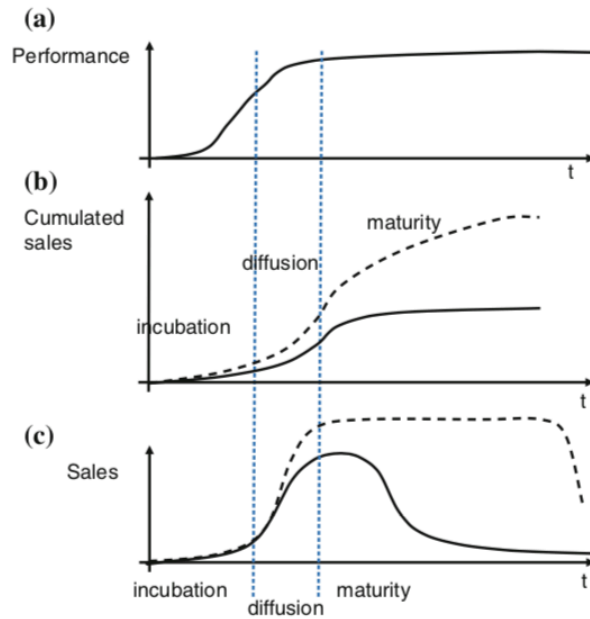 (a)
Performance
t
(b)
Cumulated
sales
maturity
diffusion
incubation
t
(c)
Sales
t
incubation
maturity
diffusion